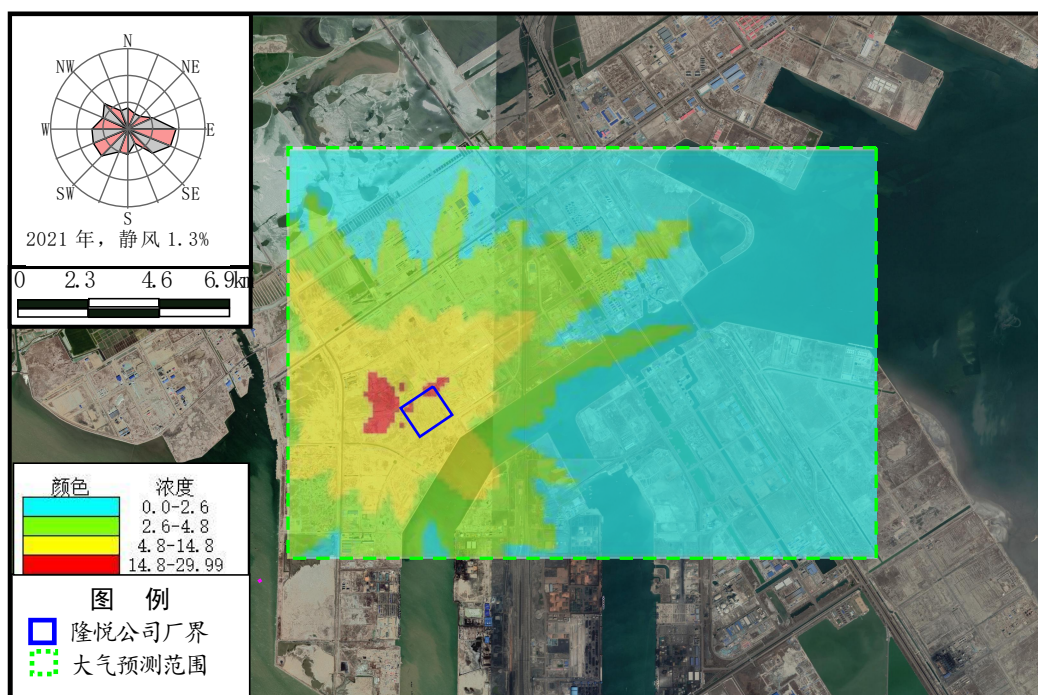 N
NW
NE
W
E
SW
SE
S
2021 年，静风 1.3%
0 2.3 4.6 6.9km
颜色 浓度
0.0-2.6
2.6-4.8
4.8-14.8
14.8-29.99
图 例
隆悦公司厂界
大气预测范围